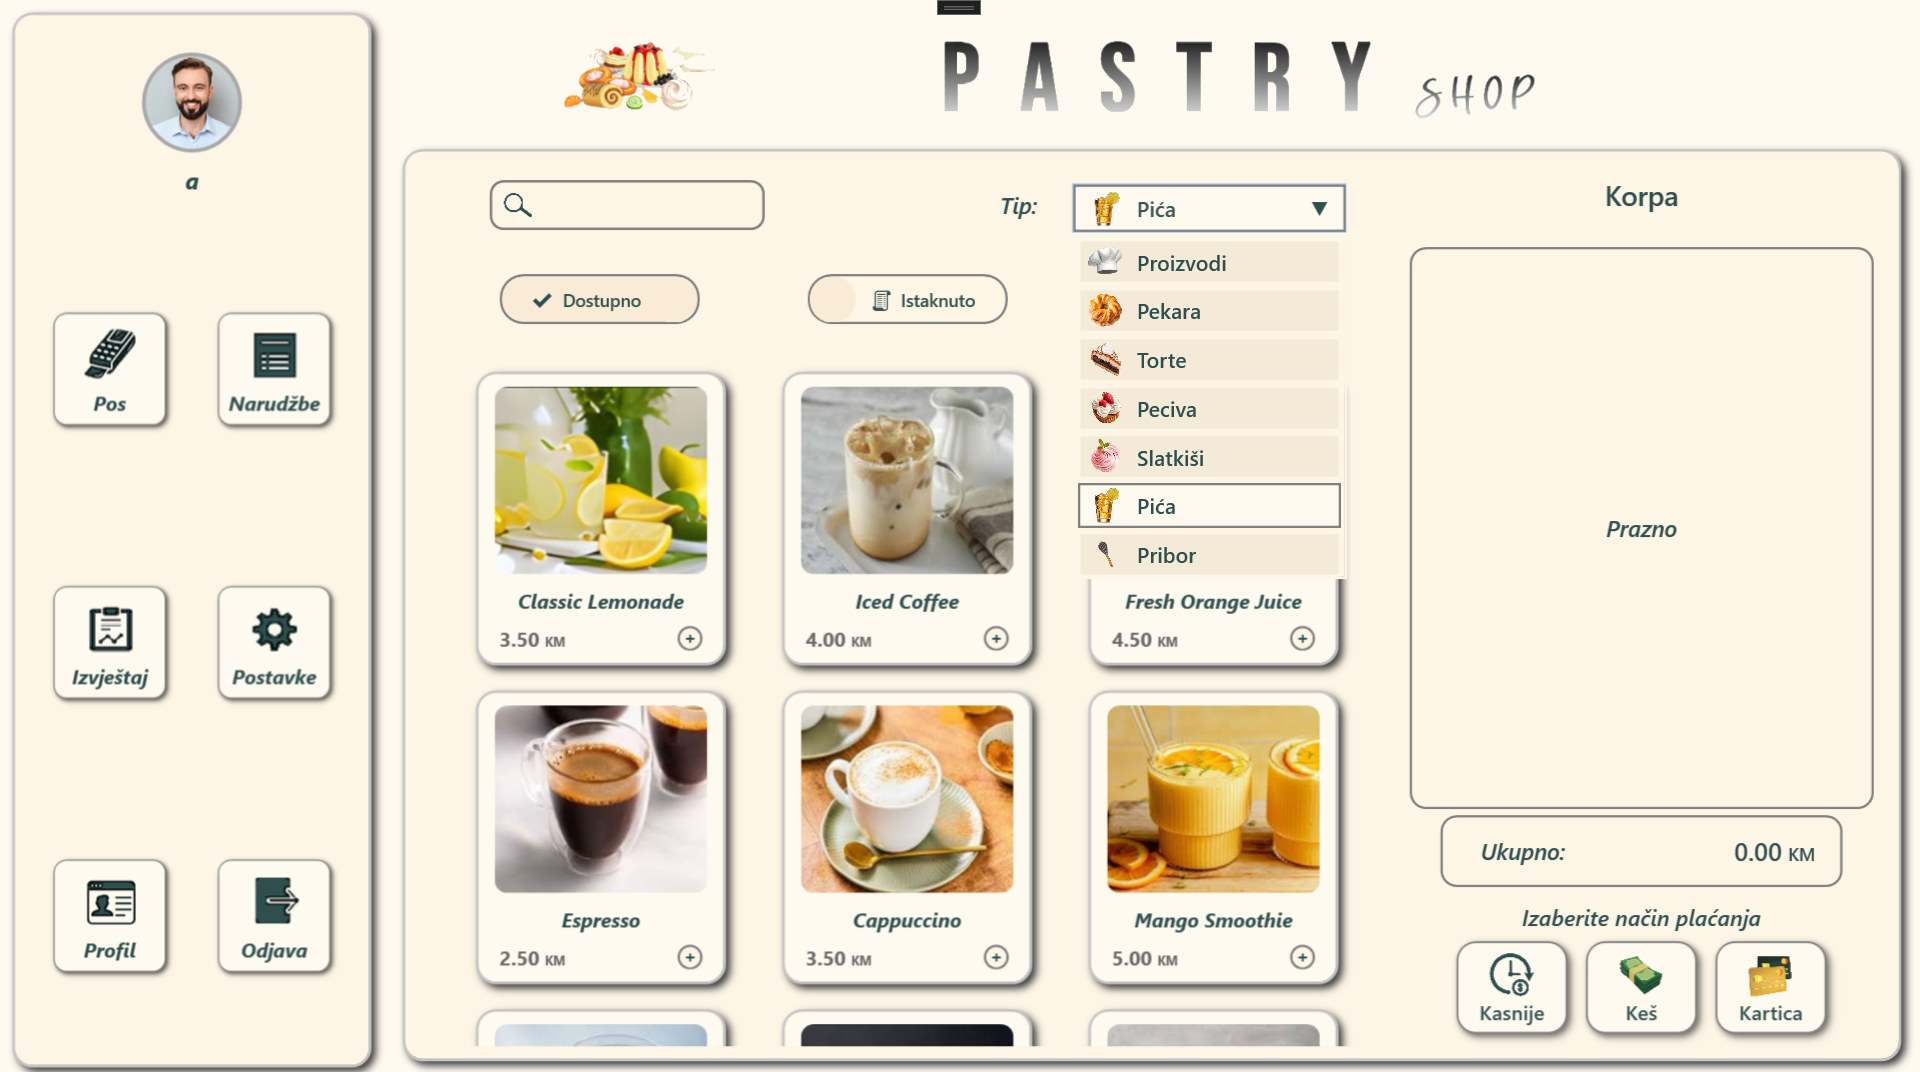 PASTRY SHOP
a
Pos
Narudžbe
Izvještaj
Postavke
Profil
Odjava
Tip:
Pića
Dostupno
Istaknuto
Proizvodi
Pekara
Torte
Peciva
Slatkiši
Pića
Pribor
Classic Lemonade
3.50 KM
Iced Coffee
4.00 KM
Fresh Orange Juice
4.50 KM
Espresso
2.50 KM
Cappuccino
3.50 KM
Mango Smoothie
5.00 KM
Korpa
Prazno
Ukupno: 0.00 KM
Izaberite način plaćanja
Kasnije
Keš
Kartica